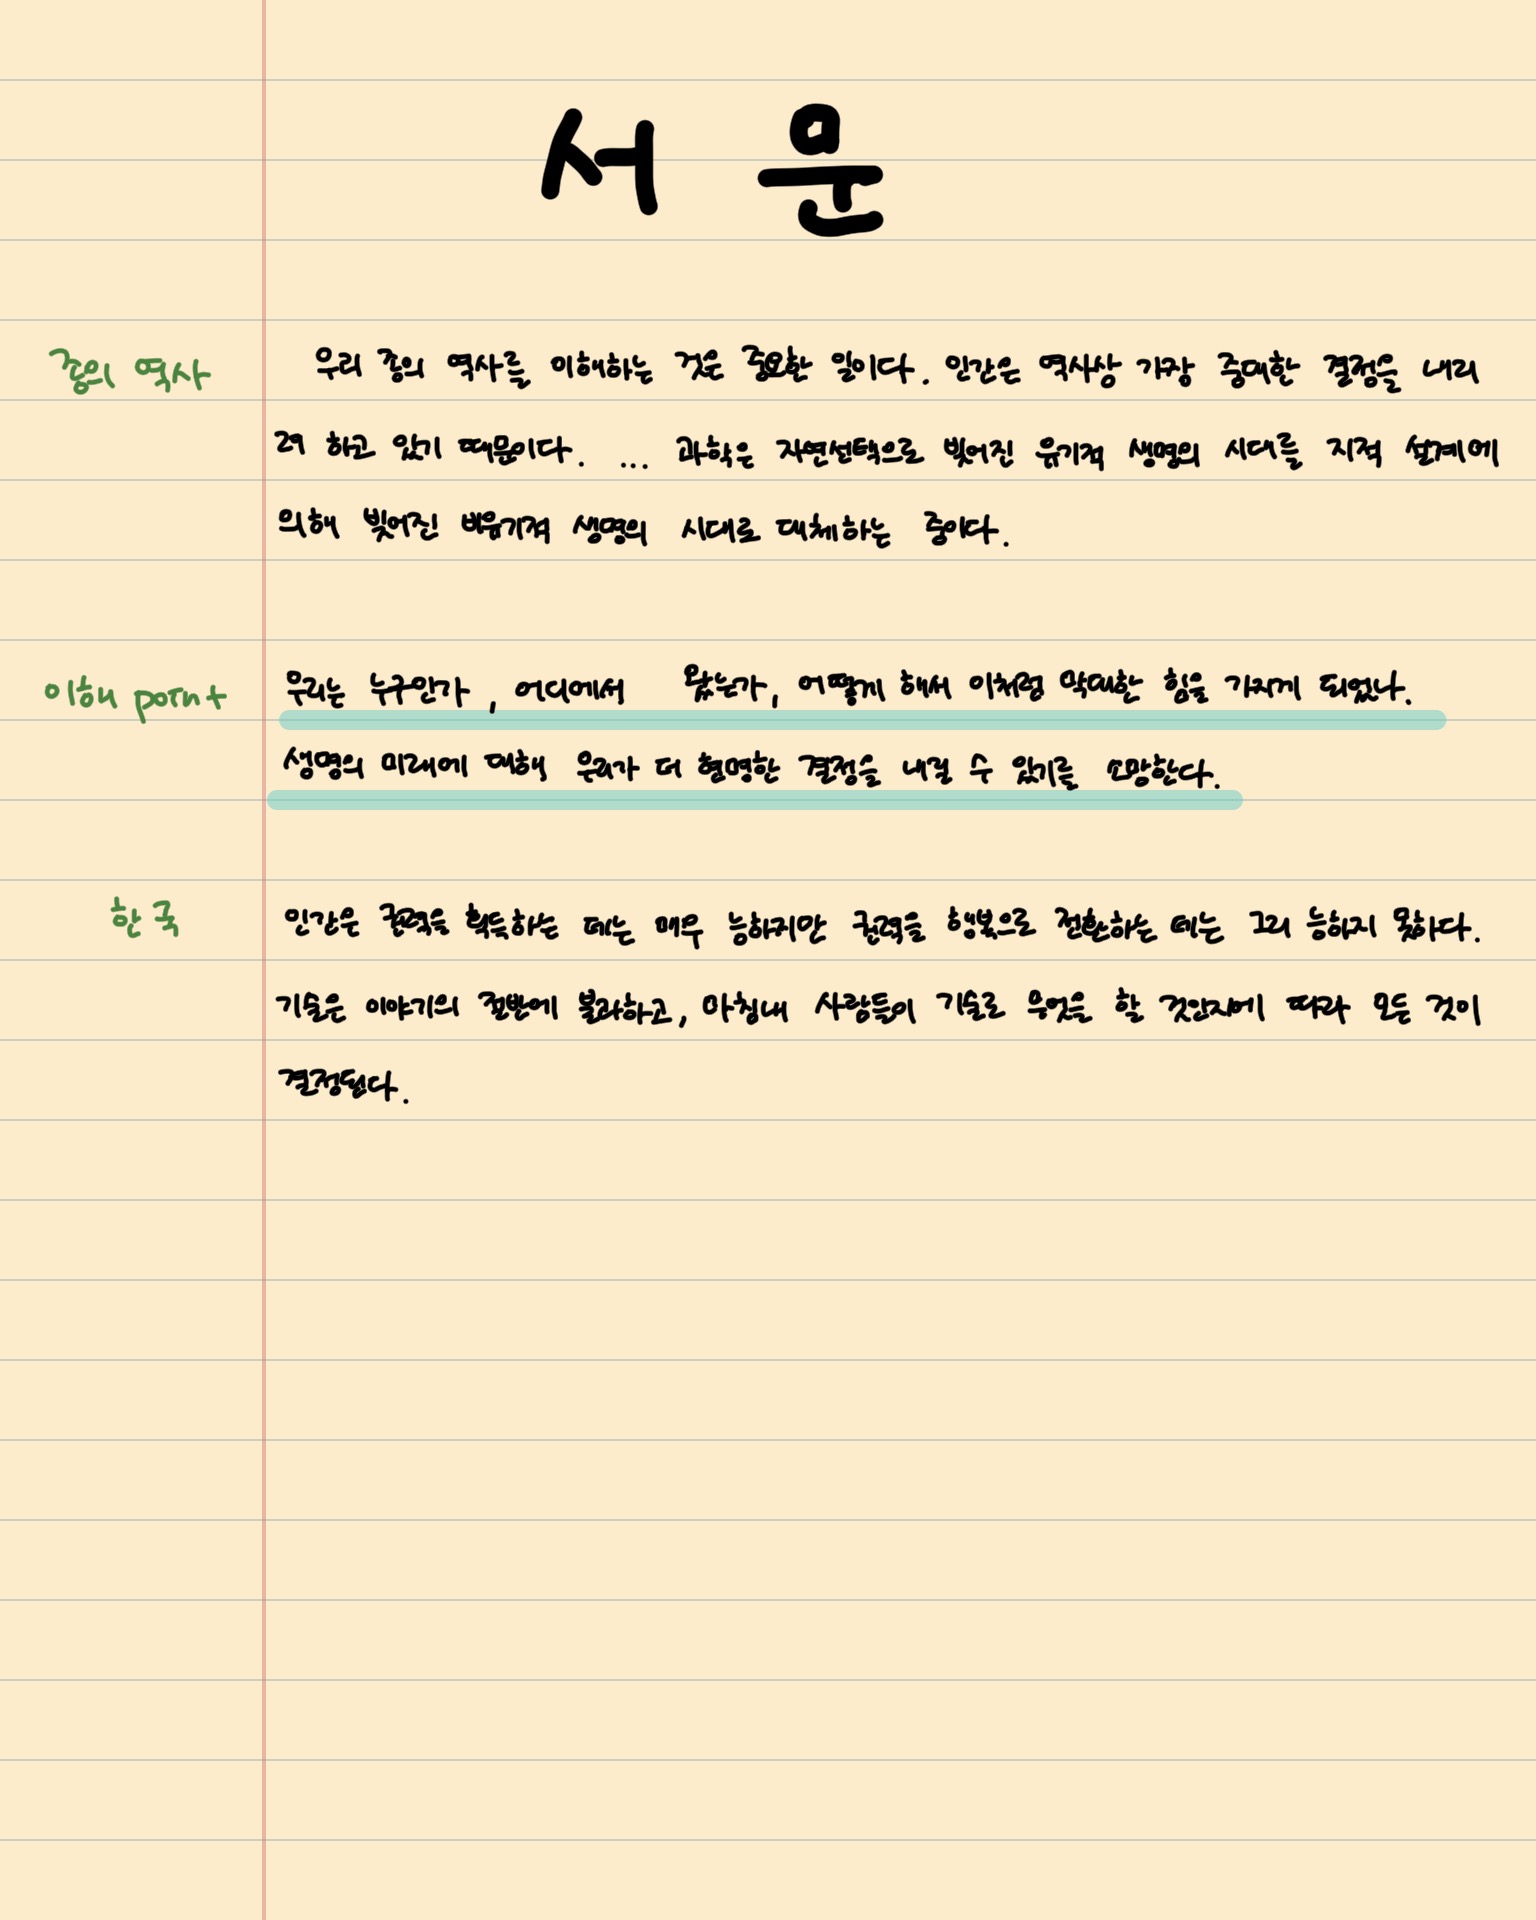 서 운
종의 역사
우리 종의 역사를 이해하는 것은 중요한 일이다. 인간은 역사상 가장 중대한 결정을 내리
려 하고 있기 때문이다. ... 과학은 자연선택으로 빚어진 유기적 생명의 시대를 지적 설계에
의해 빚어진 비유기적 생명의 시대로 대체하는 중이다.
이해 point
우리는 누구인가, 어디에서 왔는가, 어떻게 해서 이처럼 막대한 힘을 가지게 되었나.
생명의 미래에 대해 우리가 더 현명한 결정을 내릴 수 있기를 소망한다.
한국
인간은 권력을 획득하는 데는 매우 능하지만 권력을 행복으로 전환하는 데는 그리 능하지 못하다.
기술은 이야기의 절반에 불과하고, 마침내 사람들이 기술로 무엇을 할 것인지에 따라 모든 것이
결정된다.